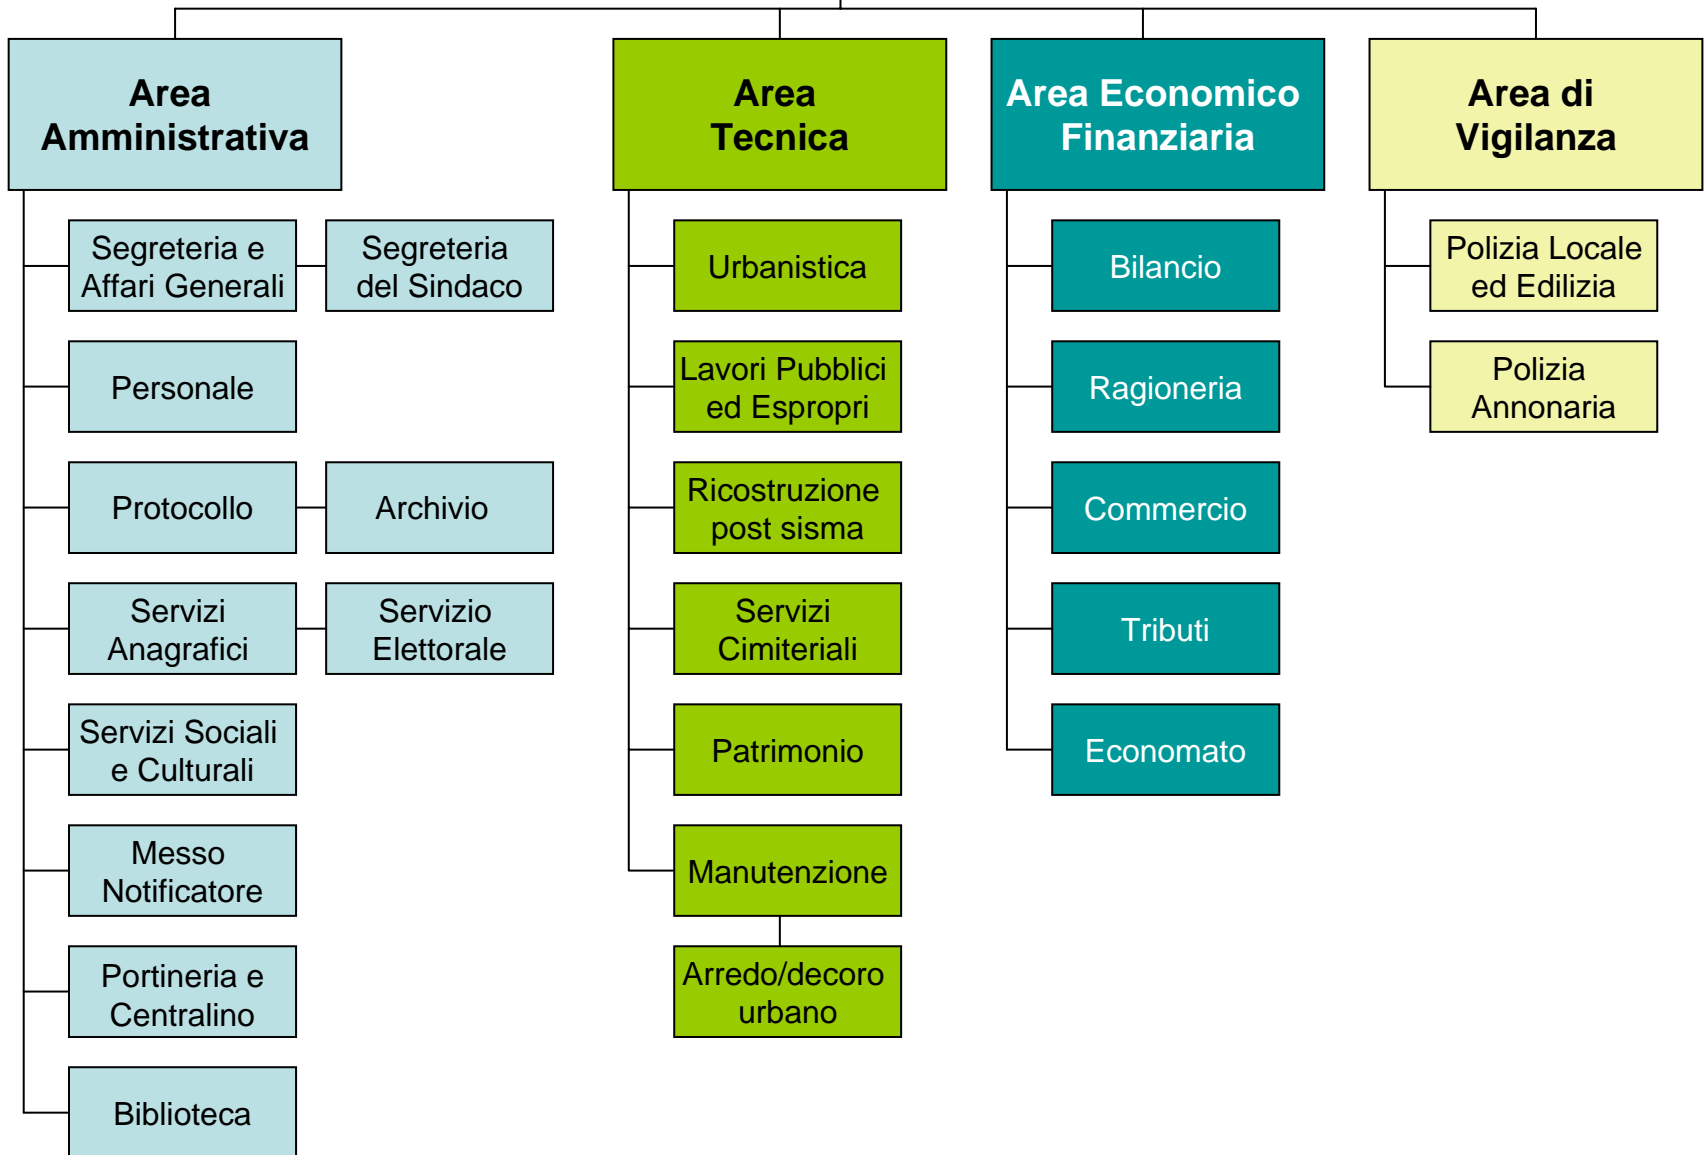 Area
Amministrativa
Area
Tecnica
Area Economico
Finanziaria
Area di
Vigilanza
Segreteria e
Affari Generali
Segreteria
del Sindaco
Urbanistica
Bilancio
Polizia Locale
ed Edilizia
Personale
Lavori Pubblici
ed Espropri
Ragioneria
Polizia
Annonaria
Protocollo
Archivio
Ricostruzione
post sisma
Commercio
Servizi
Anagrafici
Servizio
Elettorale
Servizi
Cimiteriali
Tributi
Servizi Sociali
e Culturali
Patrimonio
Economato
Messo
Notificatore
Manutenzione
Portineria e
Centralino
Arredo/decoro
urbano
Biblioteca